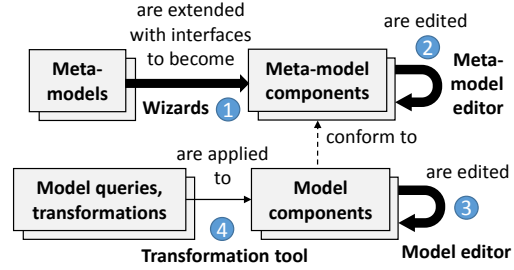 are extended
with interfaces
to become
are edited
2
Meta-
models
Meta-model
components
Meta-
model
editor
Wizards 1
conform to
are applied
to
are edited
Model queries,
transformations
Model
components
3
4
Transformation tool
Model editor